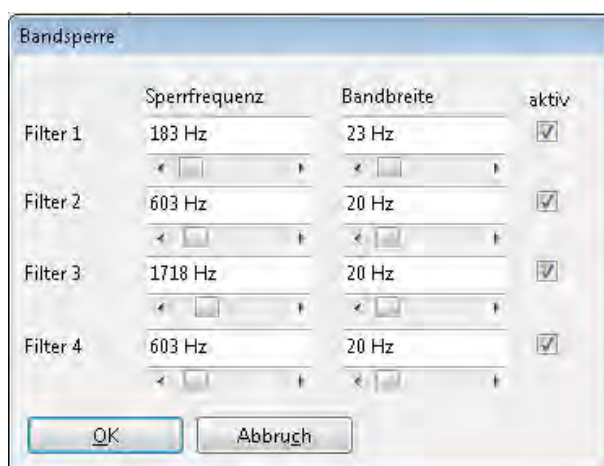 Bandsperre
Sperrfrequenz Bandbreite aktiv
Filter 1 183 Hz 23 Hz
Filter 2 603 Hz 20 Hz
Filter 3 1718 Hz 20 Hz
Filter 4 603 Hz 20 Hz
OK Abbruch